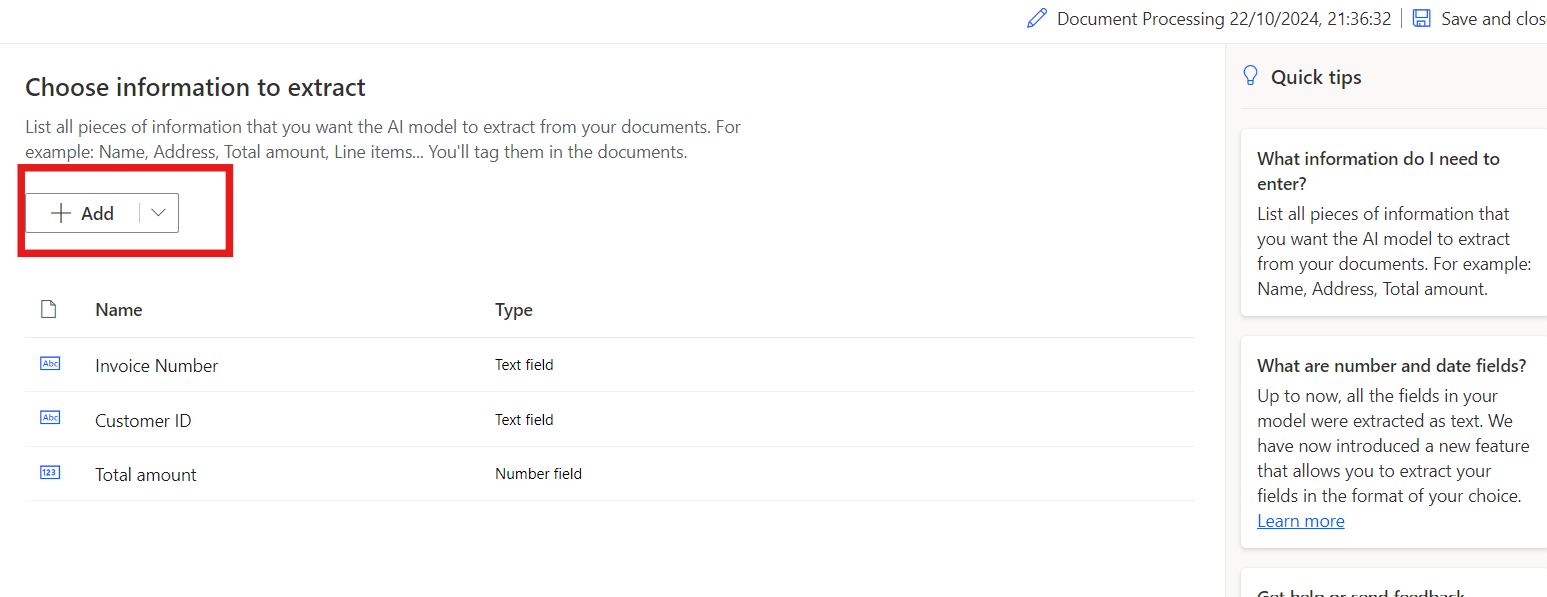 Document Processing 22/10/2024, 21:36:32
Save and clos
Choose information to extract
List all pieces of information that you want the AI model to extract from your documents. For
example: Name, Address, Total amount, Line items... You'll tag them in the documents.
Add
Name Type
Abc Invoice Number Text field
Abc Customer ID Text field
123 Total amount Number field
Quick tips
What information do I need to
enter?
List all pieces of information that
you want the AI model to extract
from your documents. For example:
Name, Address, Total amount.
What are number and date fields?
Up to now, all the fields in your
model were extracted as text. We
have now introduced a new feature
that allows you to extract your
fields in the format of your choice.
Learn more
Get help or send feedback